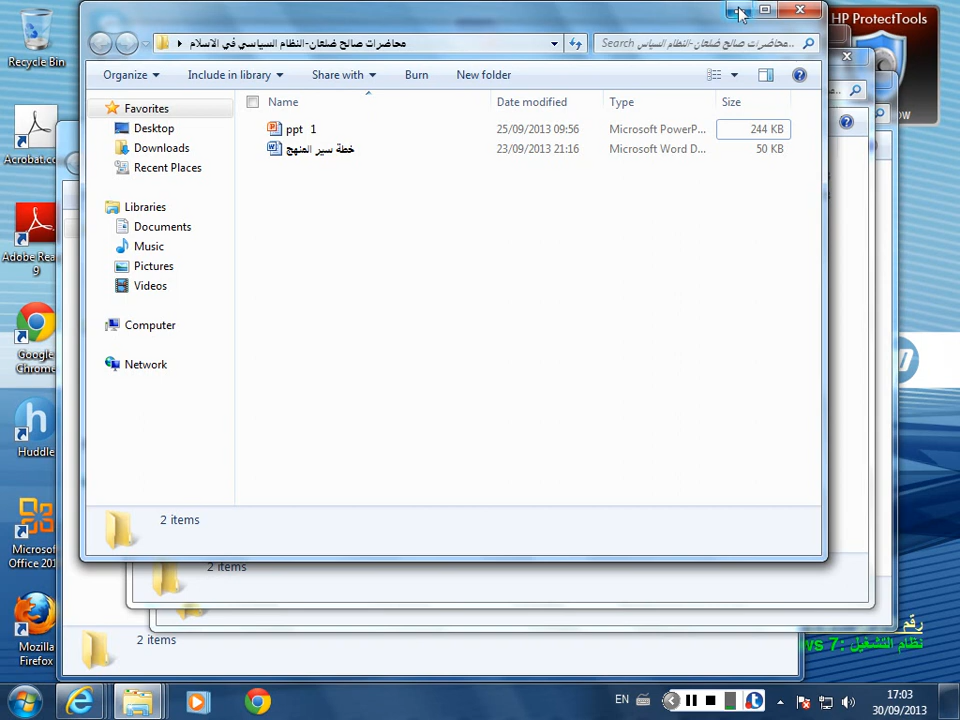 HP ProtectTools
Recycle Bin
محاضرات صالح ضلعان-النظام السياسي في الاسلام
Search محاضرات صالح ضلعان-النظام السياس...
Organize
Include in library
Share with
Burn
New folder
Name
Date modified
Type
Size
Favorites
Desktop
Downloads
Recent Places
Libraries
Documents
Music
Pictures
Videos
Computer
Network
ppt 1
25/09/2013 09:56
Microsoft PowerP...
244 KB
خطة سير المنهج
23/09/2013 21:16
Microsoft Word D...
50 KB
2 items
2 items
2 items
Acrobat.co
Adobe Rea
9
Google
Chrome
Huddle
Microsof
Office 201
Mozilla
Firefox
رقم
نظام التشغيل :ws 7
EN
17:03
30/09/2013